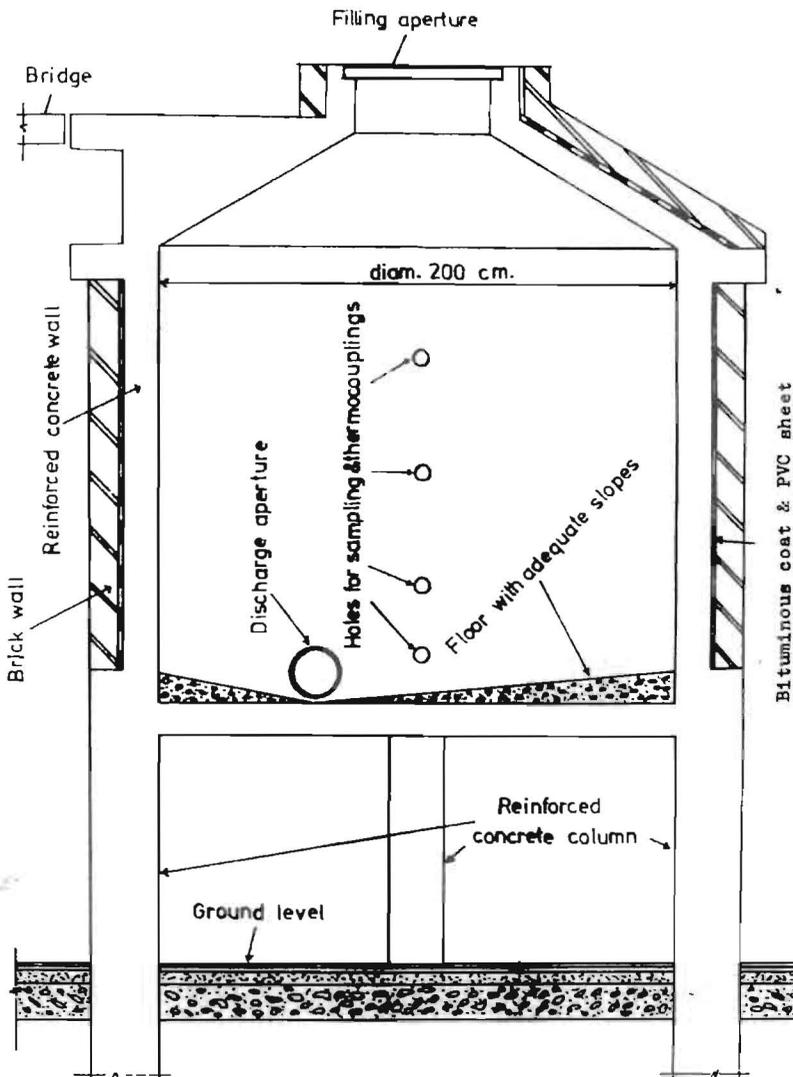 Filling aperture
Bridge
diam. 200 cm.
Reinforced concrete wall
Brick wall
Discharge aperture
Holes for sampling & thermocouplings
Floor with adequate slopes
Bituminous coat & PVC sheet
Reinforced
concrete column
Ground level